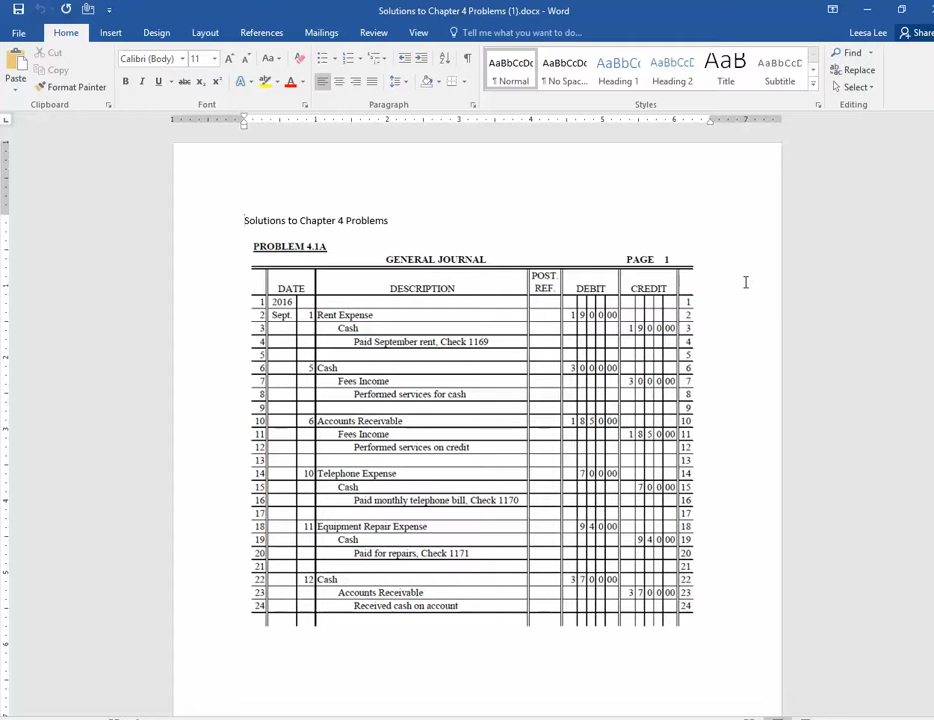 Solutions to Chapter 4 Problems (1).docx - Word
File Home Insert Design Layout References Mailings Review View Tell me what you want to do... Leesa Lee Share
Paste Cut Copy Format Painter Clipboard
Calibri (Body) 11 Font
Paragraph
AaBbCcDc AaBbCcDc AaBbCc AaBbCcD AaB AaBbCcD
¶ Normal ¶ No Spac... Heading 1 Heading 2 Title Subtitle
Styles
Find Replace Select Editing
1 1 2 3 4 5 6 7
Solutions to Chapter 4 Problems
PROBLEM 4.1A
GENERAL JOURNAL PAGE 1
DATE DESCRIPTION POST. REF. DEBIT CREDIT
1 2016 1
2 Sept. 1 Rent Expense 1 9 0 0 00 2
3 Cash 1 9 0 0 00 3
4 Paid September rent, Check 1169 4
5 5
6 5 Cash 3 0 0 0 00 6
7 Fees Income 3 0 0 0 00 7
8 Performed services for cash 8
9 9
10 6 Accounts Receivable 1 8 5 0 00 10
11 Fees Income 1 8 5 0 00 11
12 Performed services on credit 12
13 13
14 10 Telephone Expense 7 0 0 00 14
15 Cash 7 0 0 00 15
16 Paid monthly telephone bill, Check 1170 16
17 17
18 11 Equipment Repair Expense 9 4 0 00 18
19 Cash 9 4 0 00 19
20 Paid for repairs, Check 1171 20
21 21
22 12 Cash 3 7 0 0 00 22
23 Accounts Receivable 3 7 0 0 00 23
24 Received cash on account 24